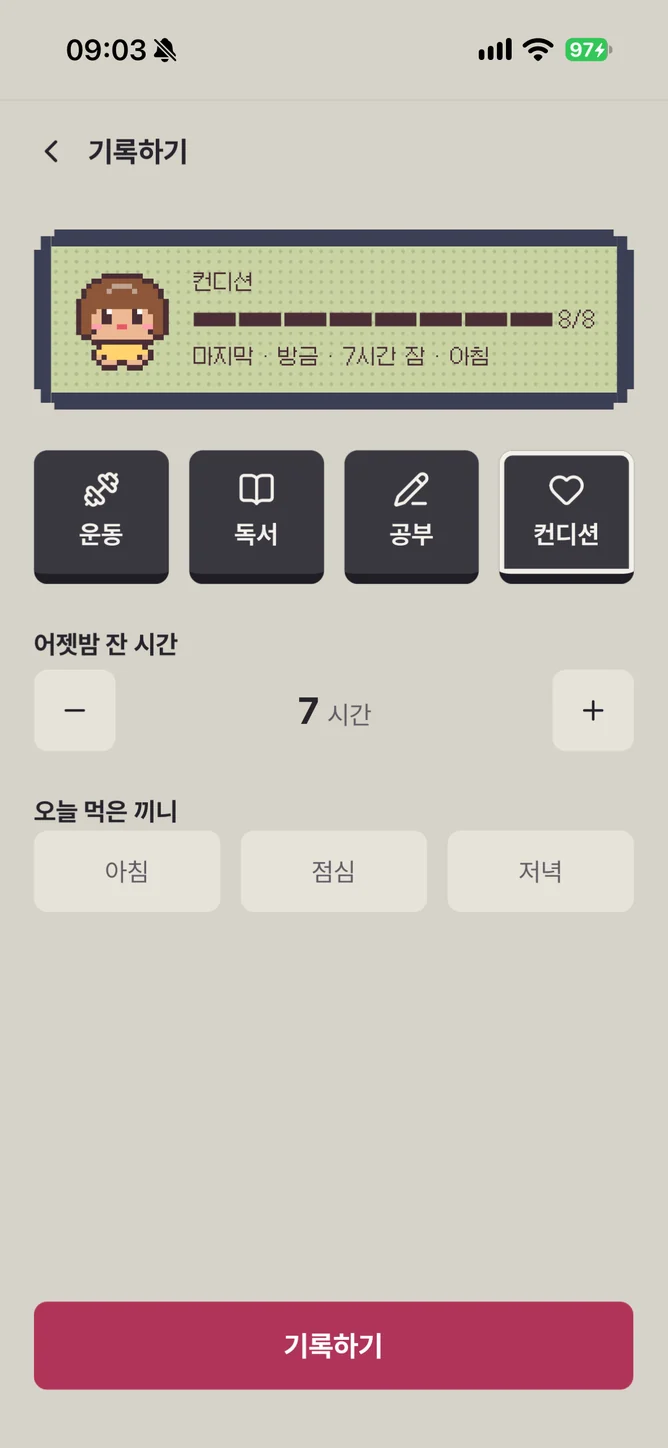 09:03
97
기록하기
컨디션
8/8
마지막 · 방금 · 7시간 잠 · 아침
운동
독서
공부
컨디션
어젯밤 잔 시간
− 7 시간 +
오늘 먹은 끼니
아침
점심
저녁
기록하기